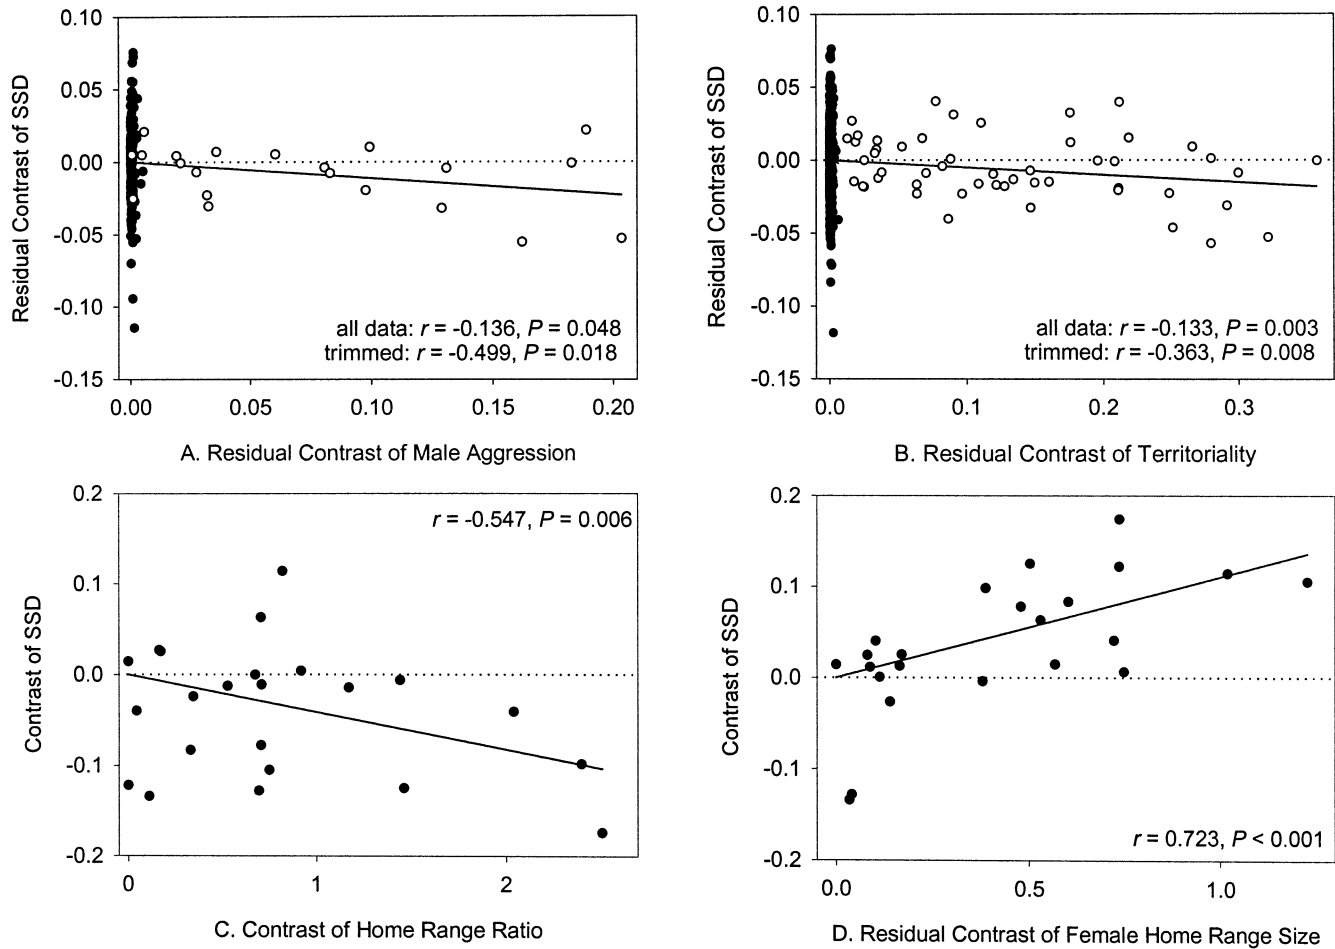 0.10
0.05
0.00
-0.05
-0.10
-0.15
Residual Contrast of SSD
all data: r = -0.136, P = 0.048
trimmed: r = -0.499, P = 0.018
0.00 0.05 0.10 0.15 0.20
A. Residual Contrast of Male Aggression
0.10
0.05
0.00
-0.05
-0.10
-0.15
Residual Contrast of SSD
all data: r = -0.133, P = 0.003
trimmed: r = -0.363, P = 0.008
0.0 0.1 0.2 0.3
B. Residual Contrast of Territoriality
0.2
0.1
0.0
-0.1
-0.2
Contrast of SSD
r = -0.547, P = 0.006
0 1 2
C. Contrast of Home Range Ratio
0.2
0.1
0.0
-0.1
-0.2
Contrast of SSD
r = 0.723, P < 0.001
0.0 0.5 1.0
D. Residual Contrast of Female Home Range Size